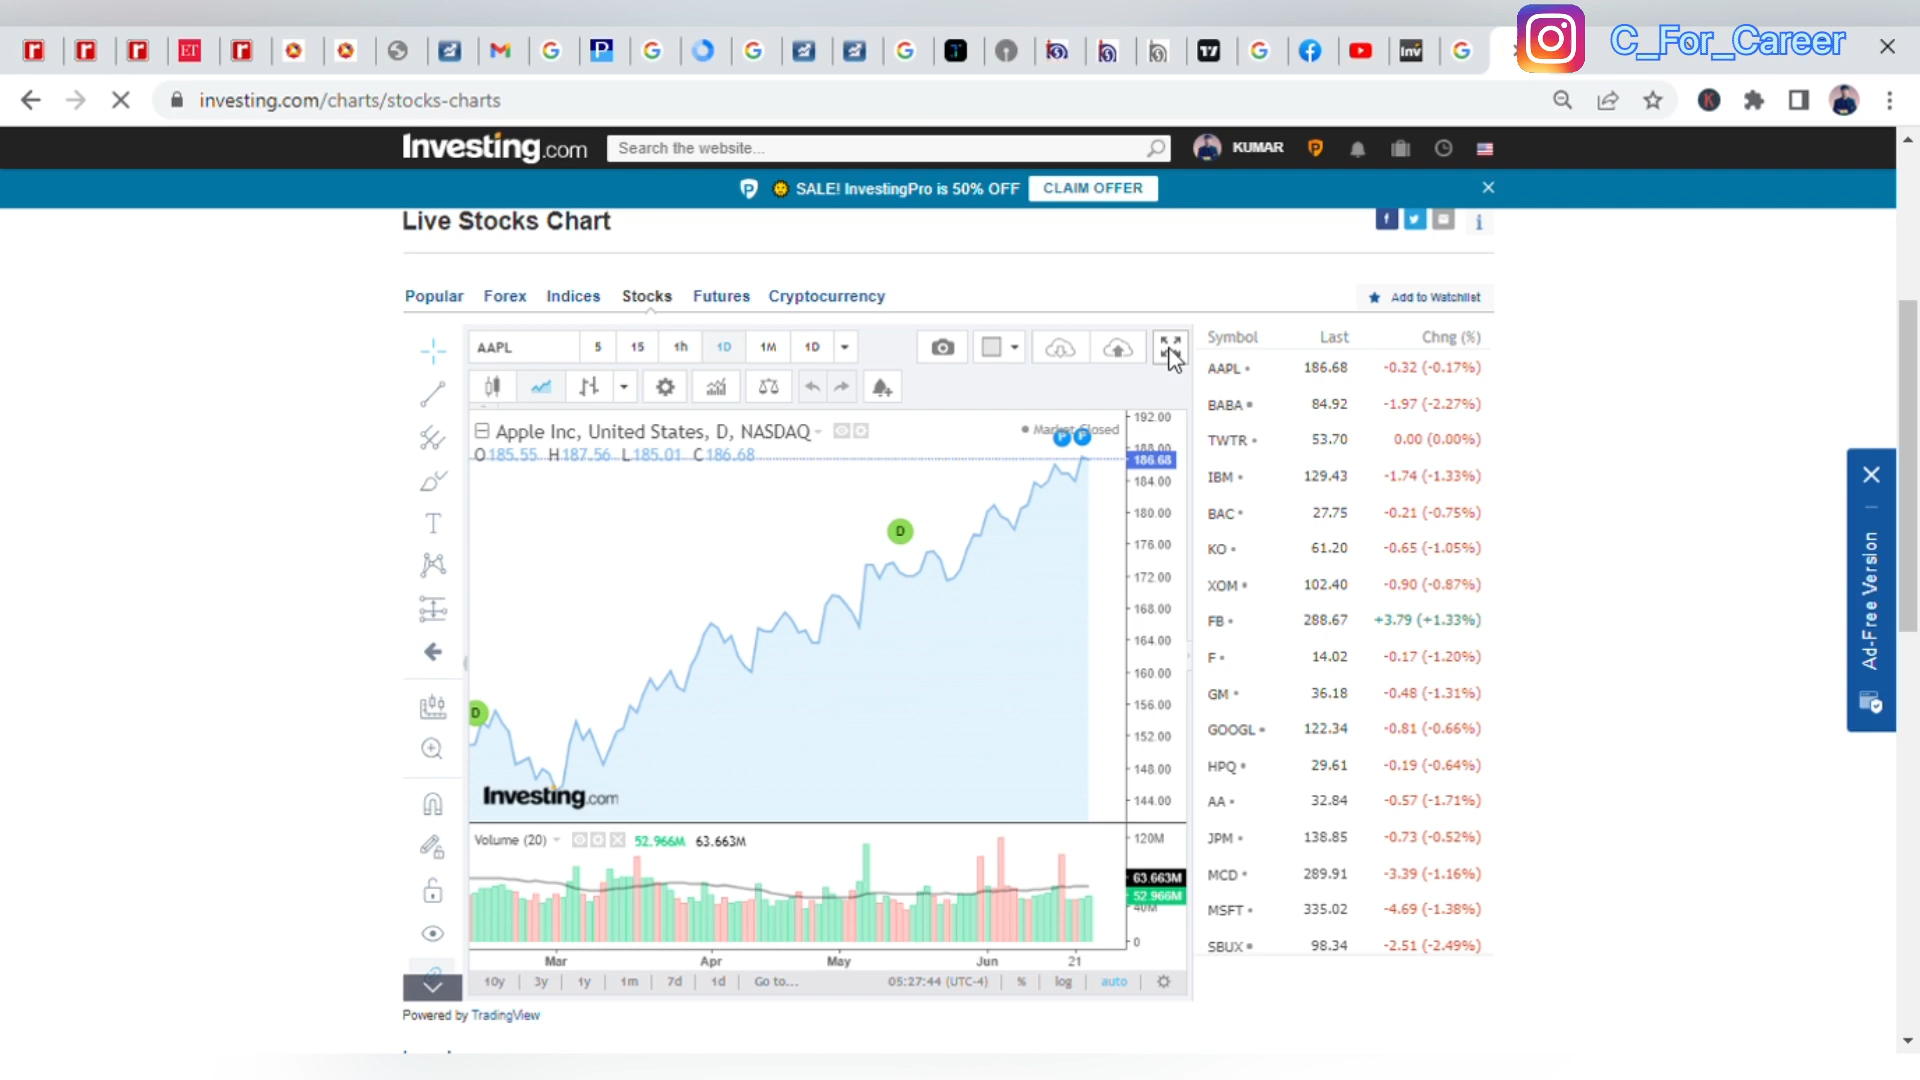 C_For_Career
investing.com/charts/stocks-charts
Investing.com
Search the website...
KUMAR
SALE! InvestingPro is 50% OFF
CLAIM OFFER
Live Stocks Chart
Popular
Forex
Indices
Stocks
Futures
Cryptocurrency
Add to Watchlist
AAPL
5
15
1h
1D
1M
1D
Apple Inc, United States, D, NASDAQ
O185.55 H187.56 L185.01 C186.68
Market Closed
P P
D
D
192.00
188.00
186.68
184.00
180.00
176.00
172.00
168.00
164.00
160.00
156.00
152.00
148.00
144.00
Investing.com
Volume (20)
52.966M 63.663M
120M
63.663M
52.966M
40M
0
Mar
Apr
May
Jun
21
10y
3y
1y
1m
7d
1d
Go to...
05:27:44 (UTC-4)
%
log
auto
Powered by TradingView
Symbol Last Chng (%)
AAPL 186.68 -0.32 (-0.17%)
BABA 84.92 -1.97 (-2.27%)
TWTR 53.70 0.00 (0.00%)
IBM 129.43 -1.74 (-1.33%)
BAC 27.75 -0.21 (-0.75%)
KO 61.20 -0.65 (-1.05%)
XOM 102.40 -0.90 (-0.87%)
FB 288.67 +3.79 (+1.33%)
F 14.02 -0.17 (-1.20%)
GM 36.18 -0.48 (-1.31%)
GOOGL 122.34 -0.81 (-0.66%)
HPQ 29.61 -0.19 (-0.64%)
AA 32.84 -0.57 (-1.71%)
JPM 138.85 -0.73 (-0.52%)
MCD 289.91 -3.39 (-1.16%)
MSFT 335.02 -4.69 (-1.38%)
SBUX 98.34 -2.51 (-2.49%)
Ad-Free Version